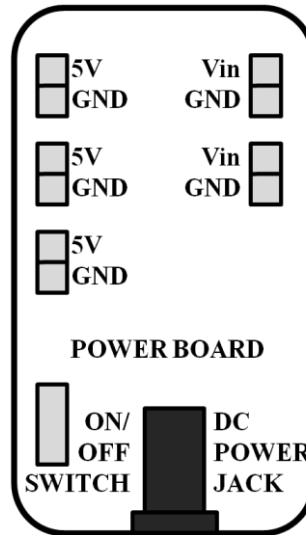 5V Vin
GND GND
5V Vin
GND GND
5V
GND
POWER BOARD
ON/ DC
OFF POWER
SWITCH JACK